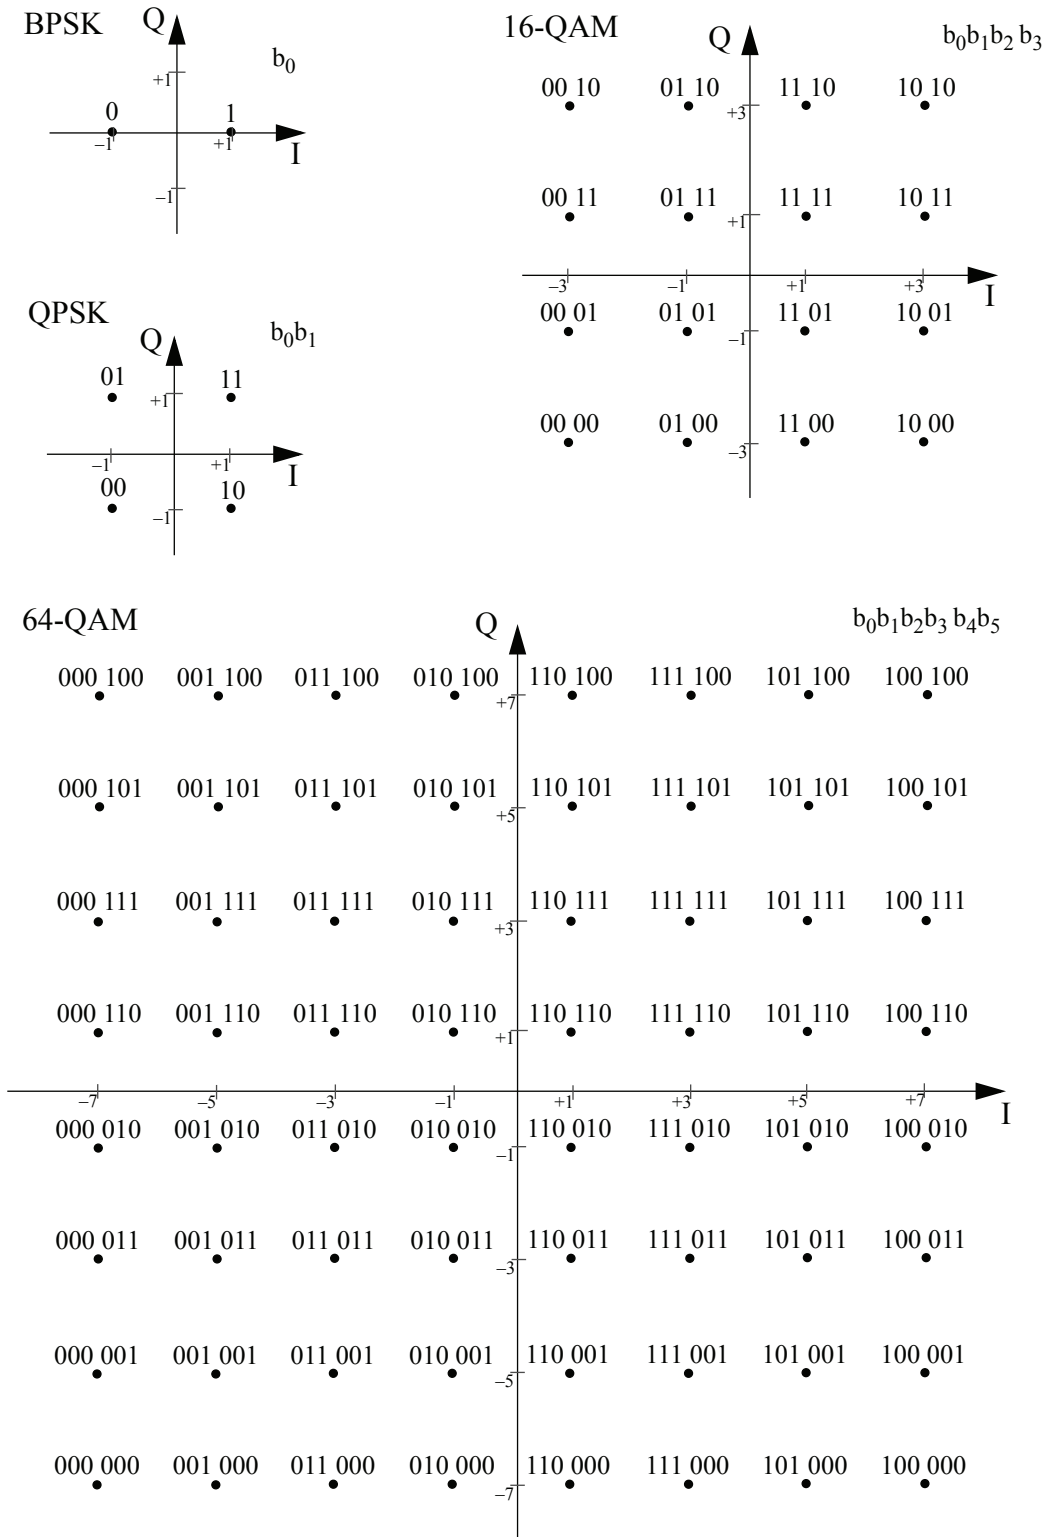 BPSK
Q
b0
+1
0 1
–1 +1
I
–1
QPSK
Q
b0b1
01 11
+1
–1 +1
I
00 10
–1
16-QAM
Q
b0b1b2 b3
00 10 01 10 11 10 10 10
+3
00 11 01 11 11 11 10 11
+1
–3 –1 +1 +3
I
00 01 01 01 11 01 10 01
–1
00 00 01 00 11 00 10 00
–3
64-QAM
Q
b0b1b2b3 b4b5
000 100 001 100 011 100 010 100 110 100 111 100 101 100 100 100
+7
000 101 001 101 011 101 010 101 110 101 111 101 101 101 100 101
+5
000 111 001 111 011 111 010 111 110 111 111 111 101 111 100 111
+3
000 110 001 110 011 110 010 110 110 110 111 110 101 110 100 110
+1
–7 –5 –3 –1 +1 +3 +5 +7
I
000 010 001 010 011 010 010 010 110 010 111 010 101 010 100 010
–1
000 011 001 011 011 011 010 011 110 011 111 011 101 011 100 011
–3
000 001 001 001 011 001 010 001 110 001 111 001 101 001 100 001
–5
000 000 001 000 011 000 010 000 110 000 111 000 101 000 100 000
–7